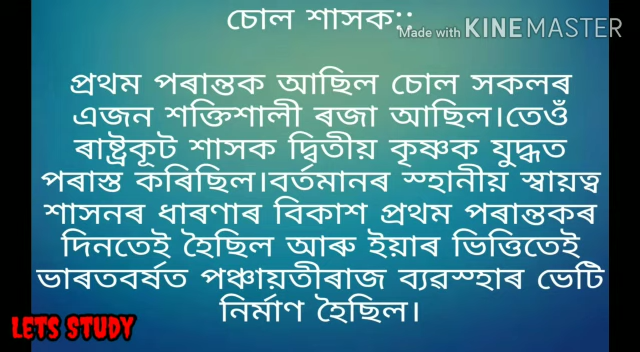 চোল শাসক::
Made with KINEMASTER
প্ৰথম পৰান্তক আছিল চোল সকলৰ
এজন শক্তিশালী ৰজা আছিল।তেওঁ
ৰাষ্ট্ৰকূট শাসক দ্বিতীয় কৃষ্ণক যুদ্ধত
পৰাস্ত কৰিছিল।বৰ্তমানৰ স্হানীয় স্বায়ত্ব
শাসনৰ ধাৰণাৰ বিকাশ প্ৰথম পৰান্তকৰ
দিনতেই হৈছিল আৰু ইয়াৰ ভিত্তিতেই
ভাৰতবৰ্ষত পঞ্চায়তীৰাজ ব্যৱস্হাৰ ভেটি
নিৰ্মাণ হৈছিল।
LETS STUDY